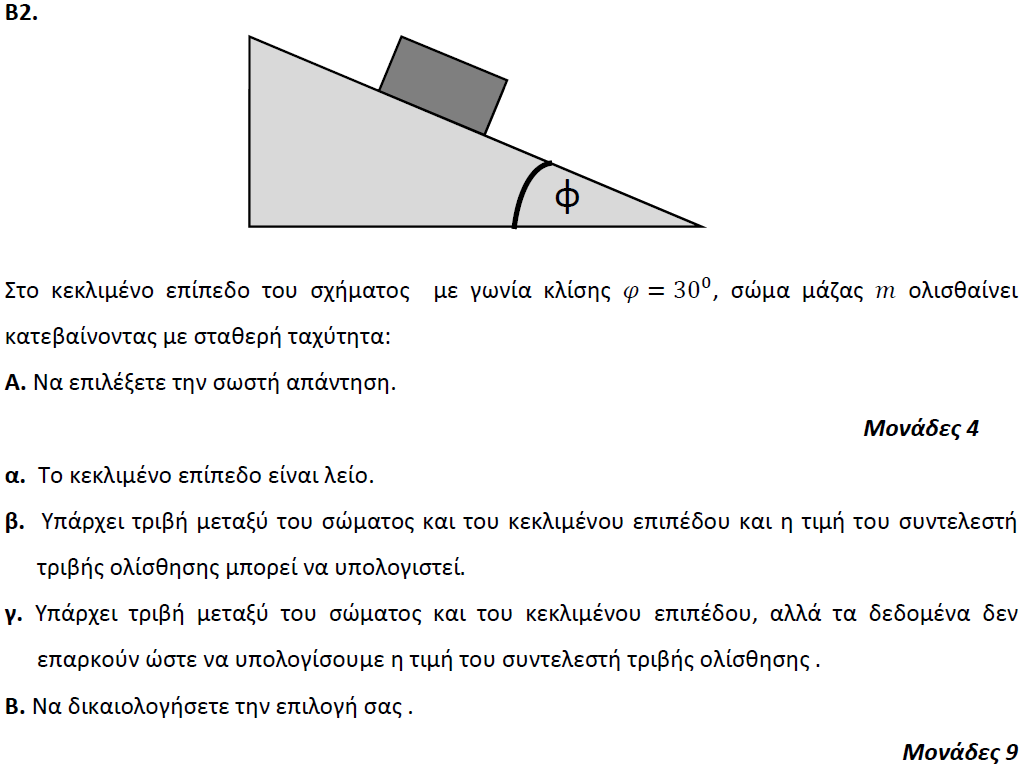 Β2.
ϕ
Στο κεκλιμένο επίπεδο του σχήματος με γωνία κλίσης φ = 30⁰, σώμα μάζας m ολισθαίνει
κατεβαίνοντας με σταθερή ταχύτητα:
Α. Να επιλέξετε την σωστή απάντηση.
Μονάδες 4
α. Το κεκλιμένο επίπεδο είναι λείο.
β. Υπάρχει τριβή μεταξύ του σώματος και του κεκλιμένου επιπέδου και η τιμή του συντελεστή
τριβής ολίσθησης μπορεί να υπολογιστεί.
γ. Υπάρχει τριβή μεταξύ του σώματος και του κεκλιμένου επιπέδου, αλλά τα δεδομένα δεν
επαρκούν ώστε να υπολογίσουμε η τιμή του συντελεστή τριβής ολίσθησης .
Β. Να δικαιολογήσετε την επιλογή σας .
Μονάδες 9